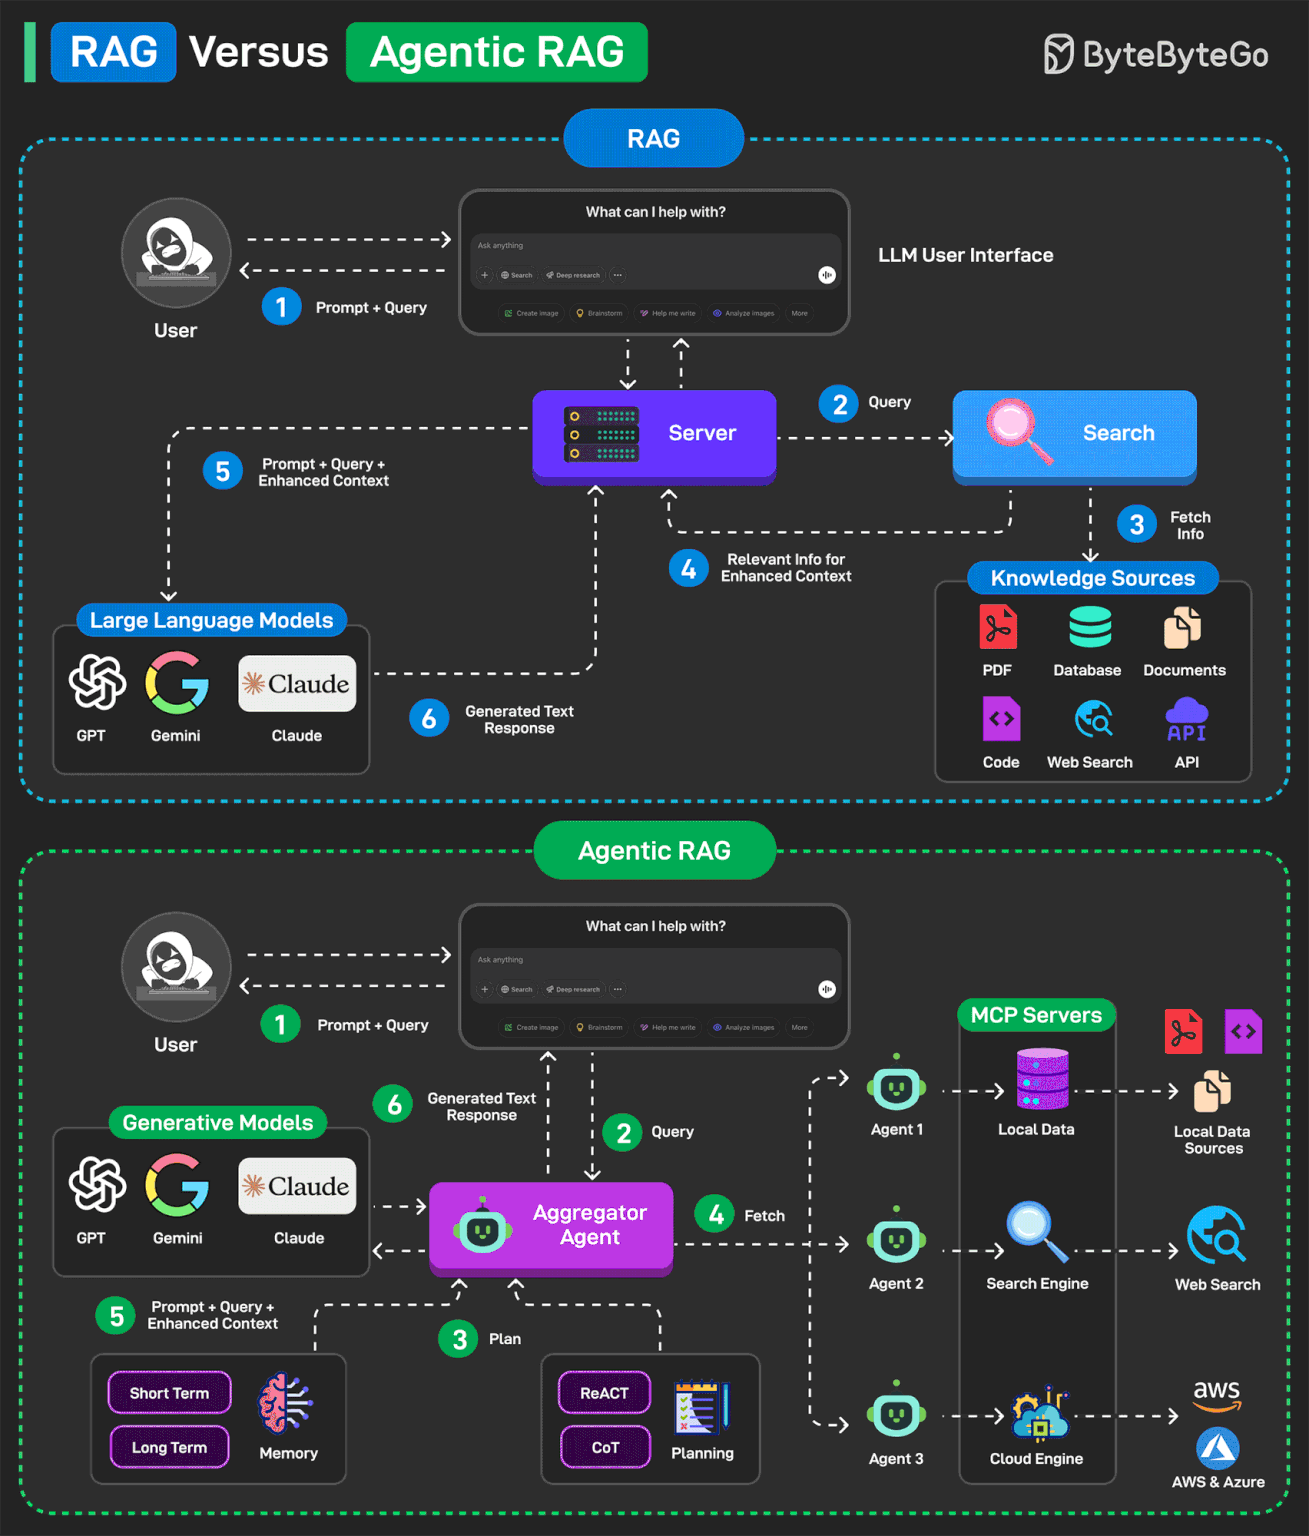 RAG Versus Agentic RAG
ByteByteGo
RAG
What can I help with?
Ask anything
Search
Deep research
Create image
Brainstorm
Help me write
Analyze images
More
LLM User Interface
User
1
Prompt + Query
Server
2
Query
Search
5
Prompt + Query +
Enhanced Context
3
Fetch
Info
4
Relevant Info for
Enhanced Context
Knowledge Sources
PDF
Database
Documents
Code
Web Search
API
API
Large Language Models
Claude
GPT
Gemini
Claude
6
Generated Text
Response
Agentic RAG
What can I help with?
Ask anything
Search
Deep research
Create image
Brainstorm
Help me write
Analyze images
More
User
1
Prompt + Query
6
Generated Text
Response
2
Query
Generative Models
Claude
GPT
Gemini
Claude
Aggregator
Agent
4
Fetch
5
Prompt + Query +
Enhanced Context
3
Plan
Short Term
Long Term
Memory
ReACT
CoT
Planning
Agent 1
Agent 2
Agent 3
MCP Servers
Local Data
Search Engine
Cloud Engine
Local Data
Sources
Web Search
aws
AWS & Azure